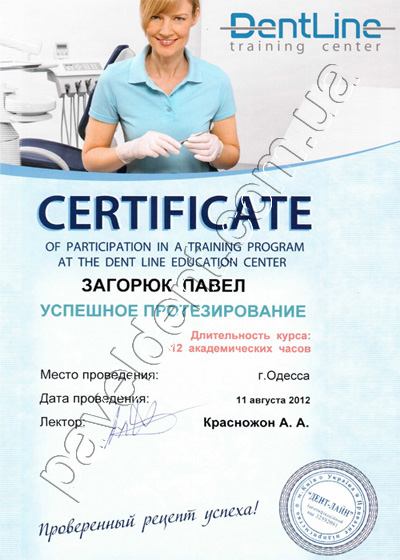 DentLine
training center
CERTIFICATE
OF PARTICIPATION IN A TRAINING PROGRAM
AT THE DENT LINE EDUCATION CENTER
ЗАГОРЮК ПАВЕЛ
УСПЕШНОЕ ПРОТЕЗИРОВАНИЕ
Длительность курса:
12 академических часов
Место проведения: г.Одесса
Дата проведения: 11 августа 2012
Лектор: Красножон А. А.
Проверенный рецепт успеха!
"ДЕНТ-ЛАЙН"
paveldent.com.ua